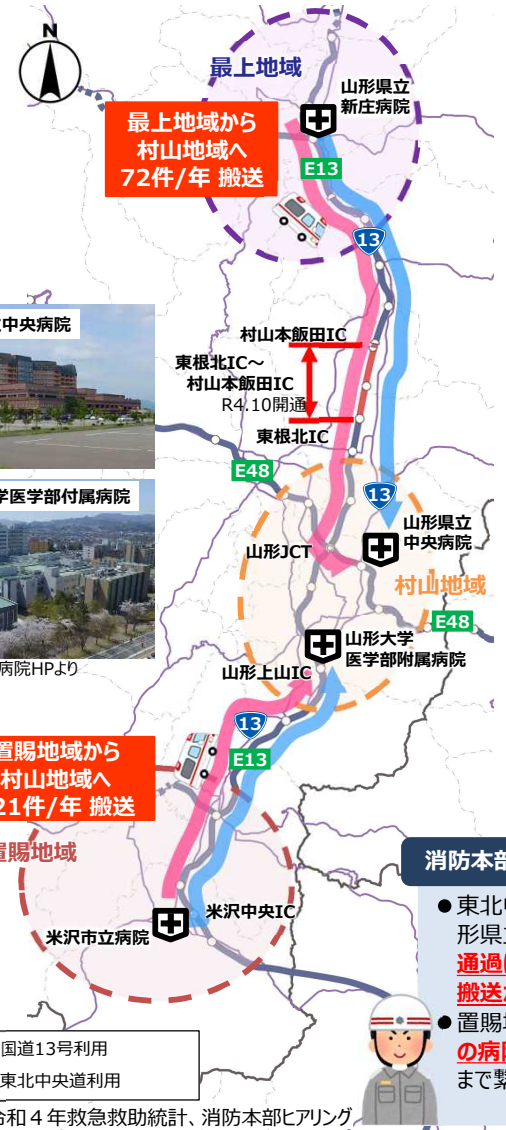 N
最上地域
山形県立
新庄病院
最上地域から
村山地域へ
72件/年 搬送
E13
13
中央病院
村山本飯田IC
東根北IC～
村山本飯田IC
R4.10開通
東根北IC
E48
13
学医学部付属病院
山形県立
中央病院
山形JCT
村山地域
E48
山形大学
医学部附属病院
病院HPより
山形上山IC
13
E13
置賜地域から
村山地域へ
21件/年 搬送
置賜地域
米沢中央IC
米沢市立病院
消防本部
●東北中
形県立
通過
搬送
●置賜地
の病院
まで緊
国道13号利用
東北中央道利用
令和４年救急救助統計、消防本部ヒアリング